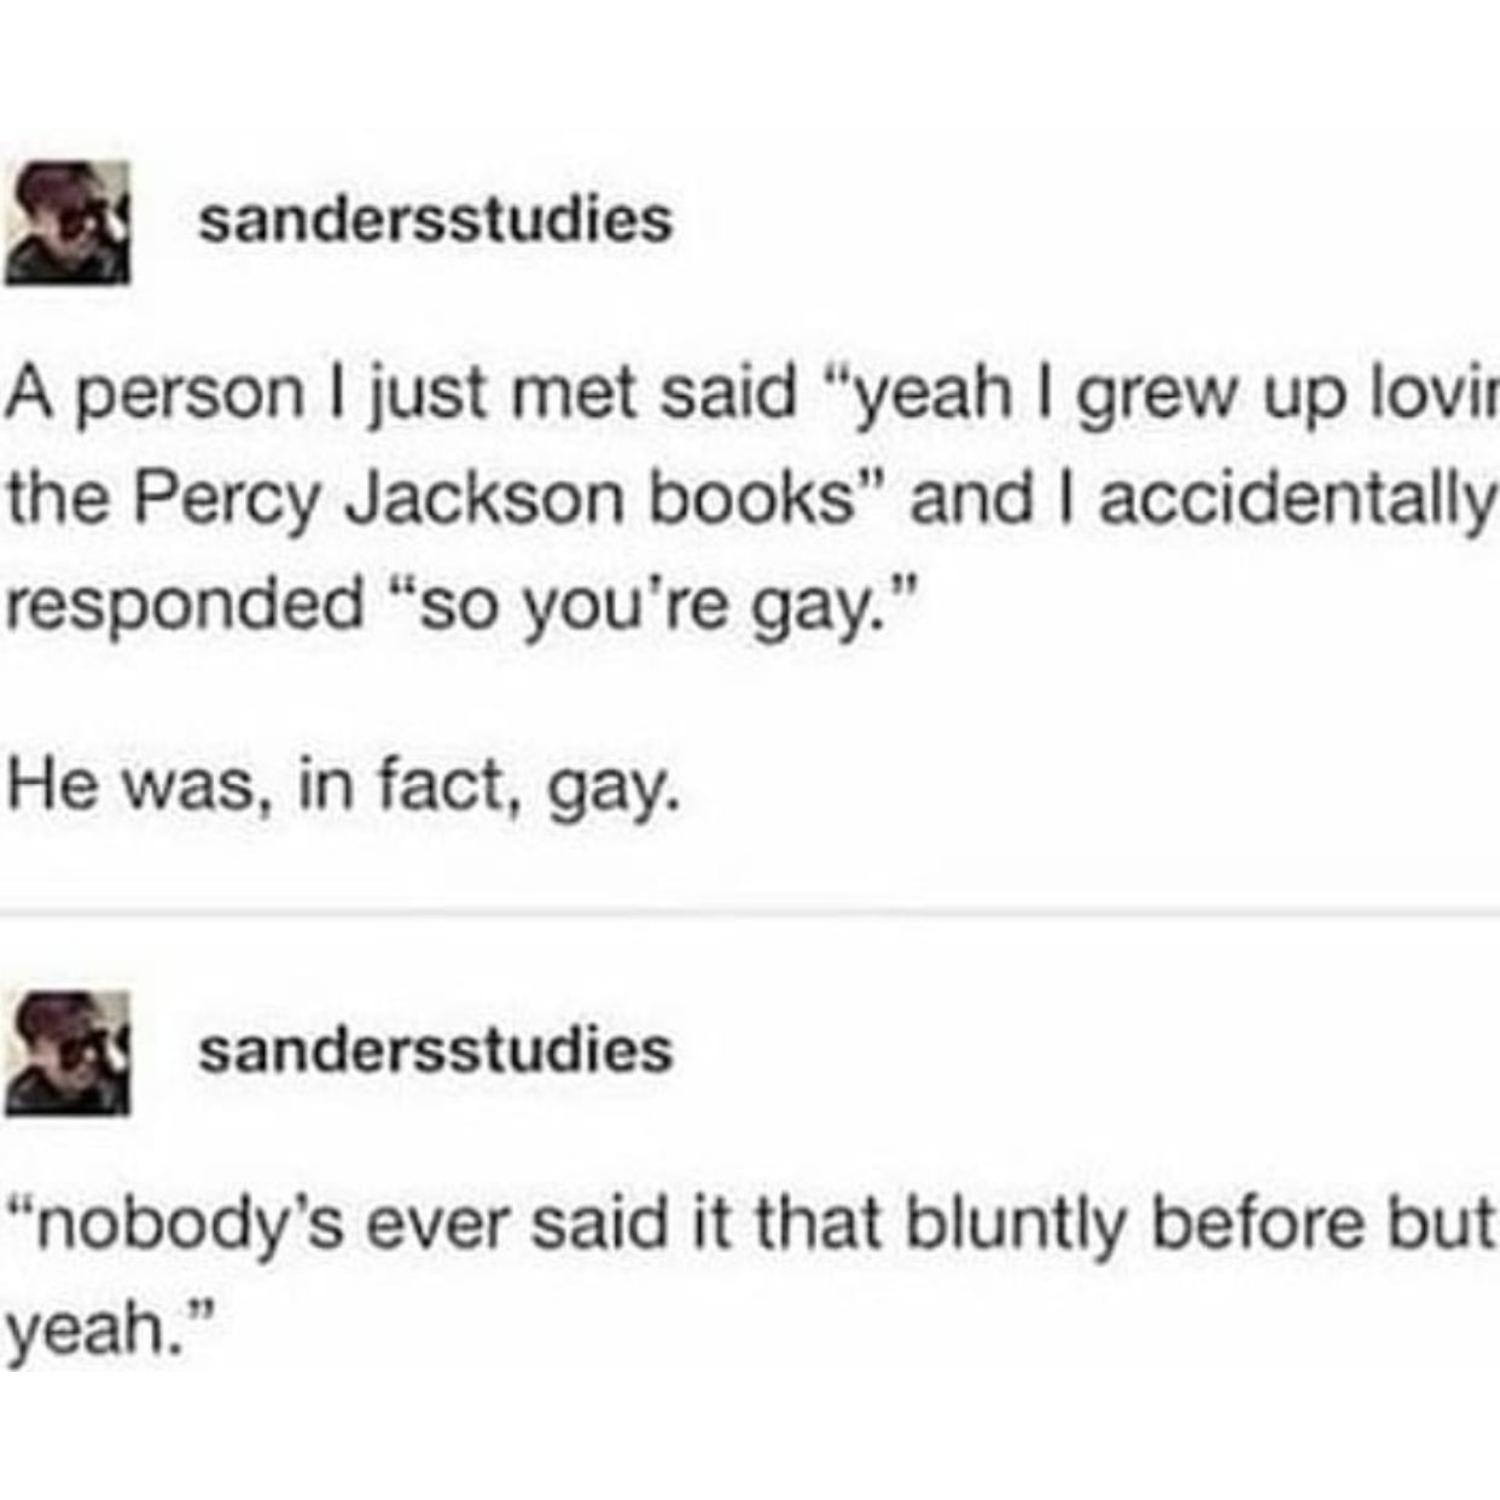 sandersstudies
A person I just met said “yeah I grew up lovin
the Percy Jackson books” and I accidentally
responded “so you're gay.”
He was, in fact, gay.
sandersstudies
“nobody’s ever said it that bluntly before but
yeah.”